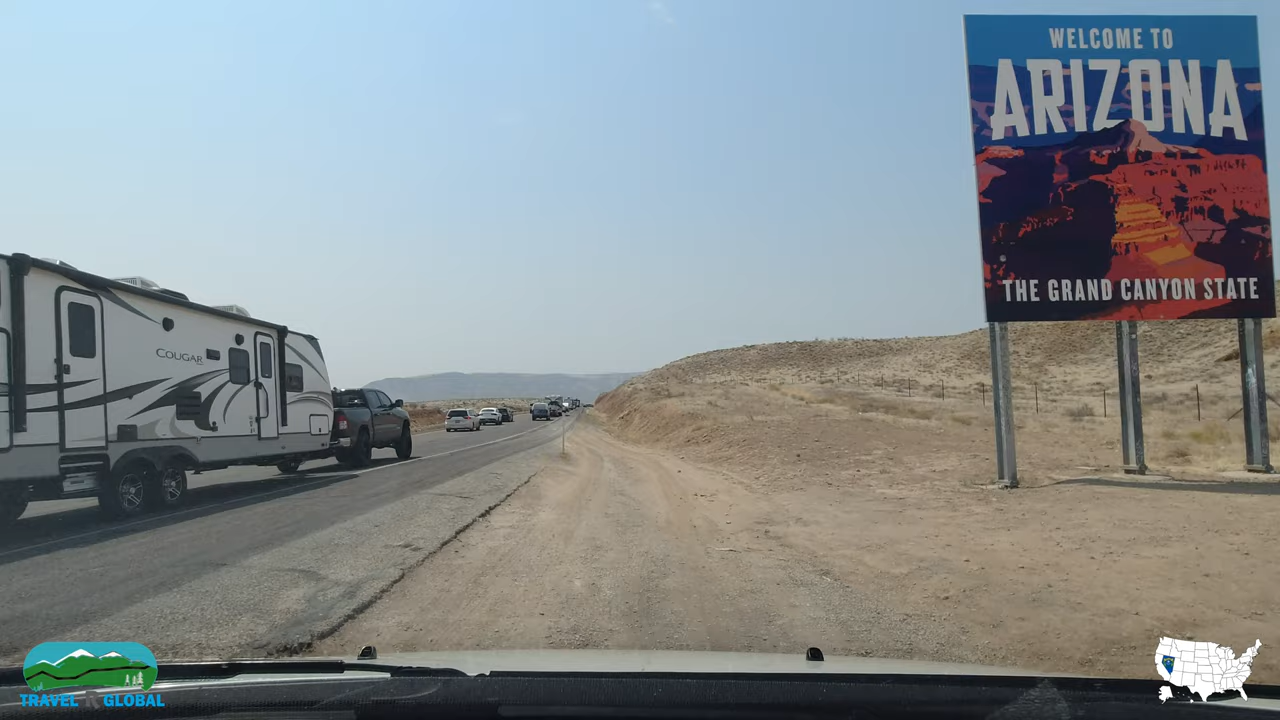 WELCOME TO
ARIZONA
THE GRAND CANYON STATE
COUGAR
TRAVEL R GLOBAL